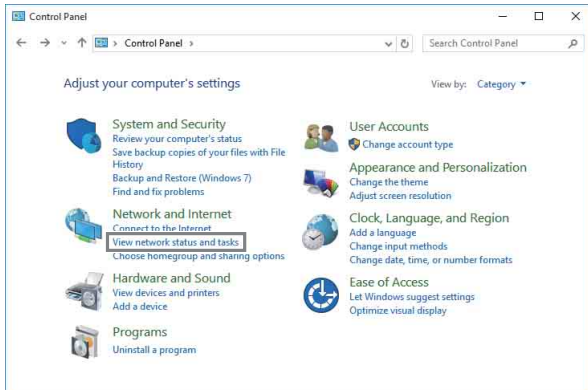 Control Panel
Control Panel
Search Control Panel
Adjust your computer's settings
View by: Category
System and Security
Review your computer's status
Save backup copies of your files with File
History
Backup and Restore (Windows 7)
Find and fix problems
Network and Internet
Connect to the Internet
View network status and tasks
Choose homegroup and sharing options
Hardware and Sound
View devices and printers
Add a device
Programs
Uninstall a program
User Accounts
Change account type
Appearance and Personalization
Change the theme
Adjust screen resolution
Clock, Language, and Region
Add a language
Change input methods
Change date, time, or number formats
Ease of Access
Let Windows suggest settings
Optimize visual display